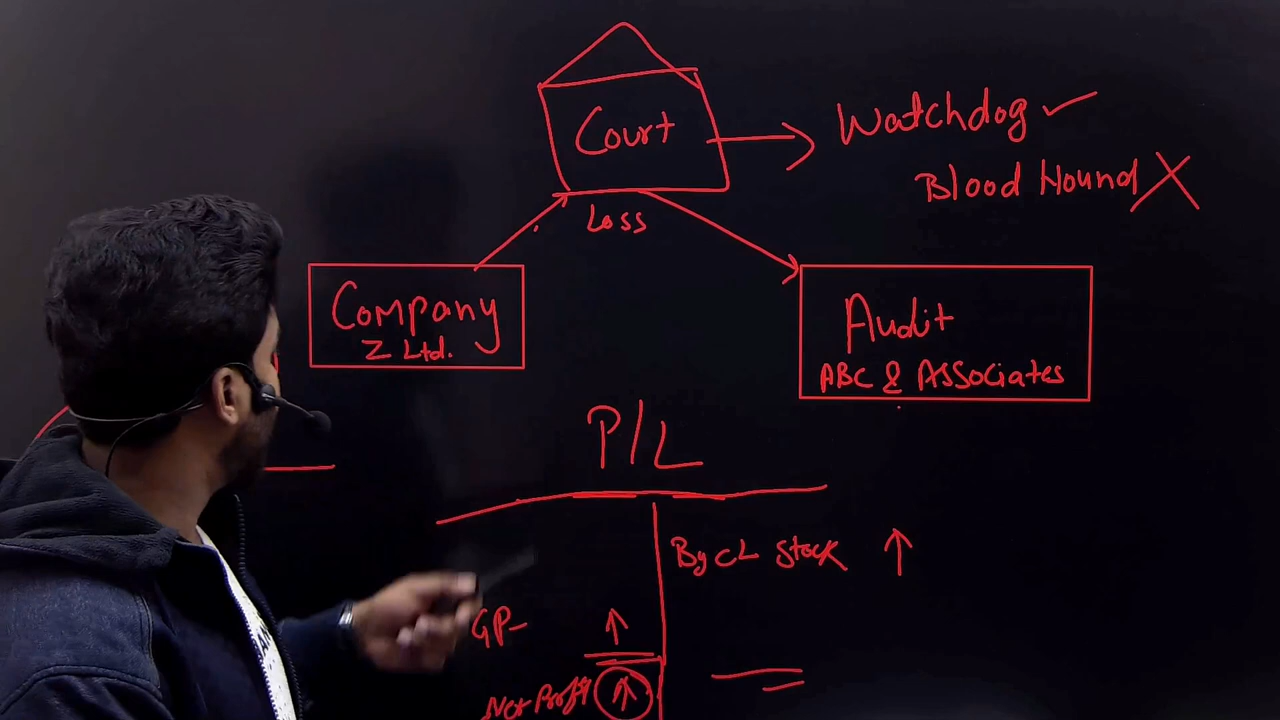 Court
Watchdog ✓
Blood Hound X
Loss
Company
Z Ltd.
Audit
ABC & Associates
P/L
By CL Stock ↑
GP- ↑
Net Profit ↑